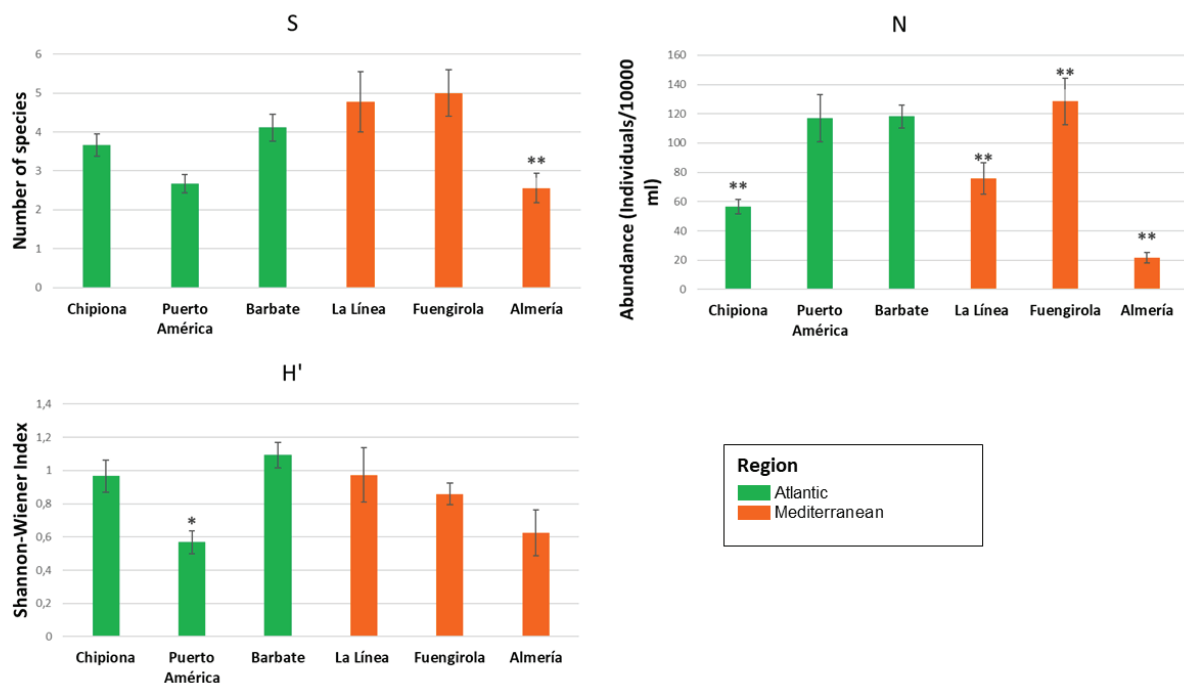 S
Number of species
6
5
4
3
2
1
0
**
Chipiona
Puerto
América
Barbate
La Línea
Fuengirola
Almería
N
Abundance (Individuals/10000
ml)
160
140
120
100
80
60
40
20
0
**
**
**
**
Chipiona
Puerto
América
Barbate
La Línea
Fuengirola
Almería
H'
Shannon-Wiener Index
1,4
1,2
1
0,8
0,6
0,4
0,2
0
*
Chipiona
Puerto
América
Barbate
La Línea
Fuengirola
Almería
Region
Atlantic
Mediterranean